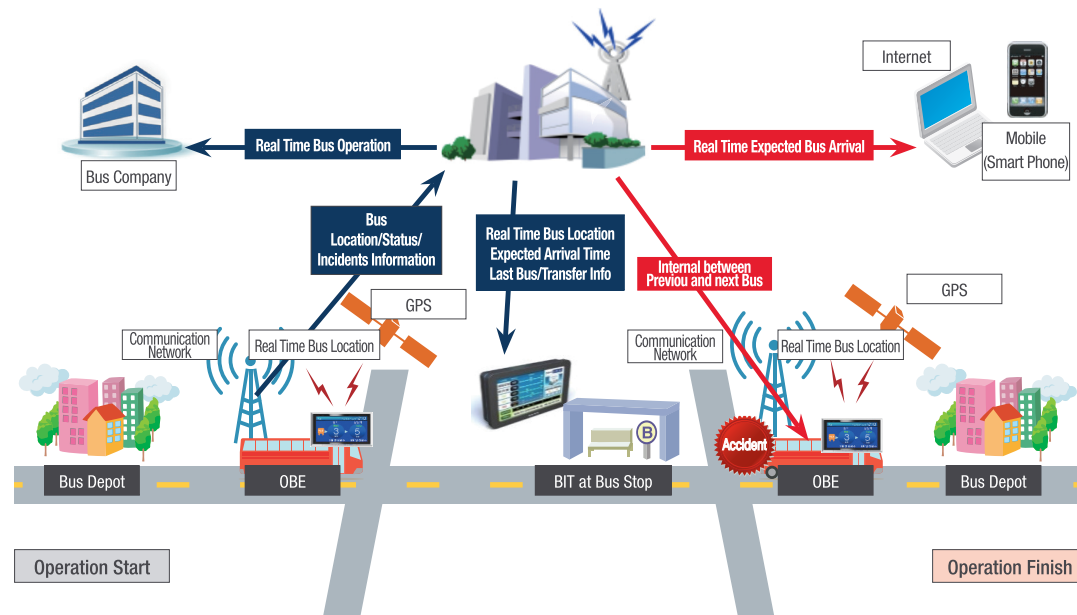 Internet
Mobile
(Smart Phone)
Real Time Bus Operation
Real Time Expected Bus Arrival
Bus Company
Bus
Location/Status/
Incidents Information
Real Time Bus Location
Expected Arrival Time
Last Bus/Transfer Info
Internal between
Previou and next Bus
GPS
GPS
Communication
Network
Real Time Bus Location
Communication
Network
Real Time Bus Location
B
Accident
Bus Depot
OBE
BIT at Bus Stop
OBE
Bus Depot
Operation Start
Operation Finish